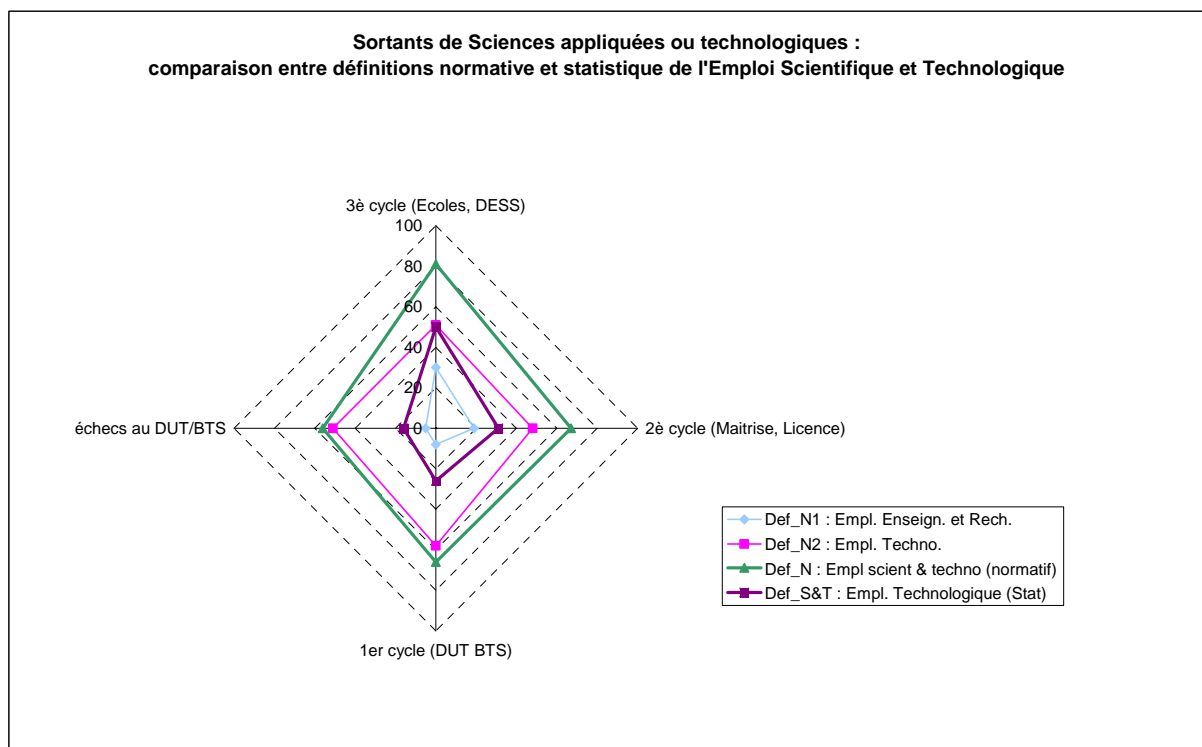 Sortants de Sciences appliquées ou technologiques :
comparaison entre définitions normative et statistique de l'Emploi Scientifique et Technologique
3è cycle (Ecoles, DESS)
100
80
60
40
20
0
échecs au DUT/BTS
2è cycle (Maitrise, Licence)
1er cycle (DUT BTS)
Def_N1 : Empl. Enseign. et Rech.
Def_N2 : Empl. Techno.
Def_N : Empl scient & techno (normatif)
Def_S&T : Empl. Technologique (Stat)